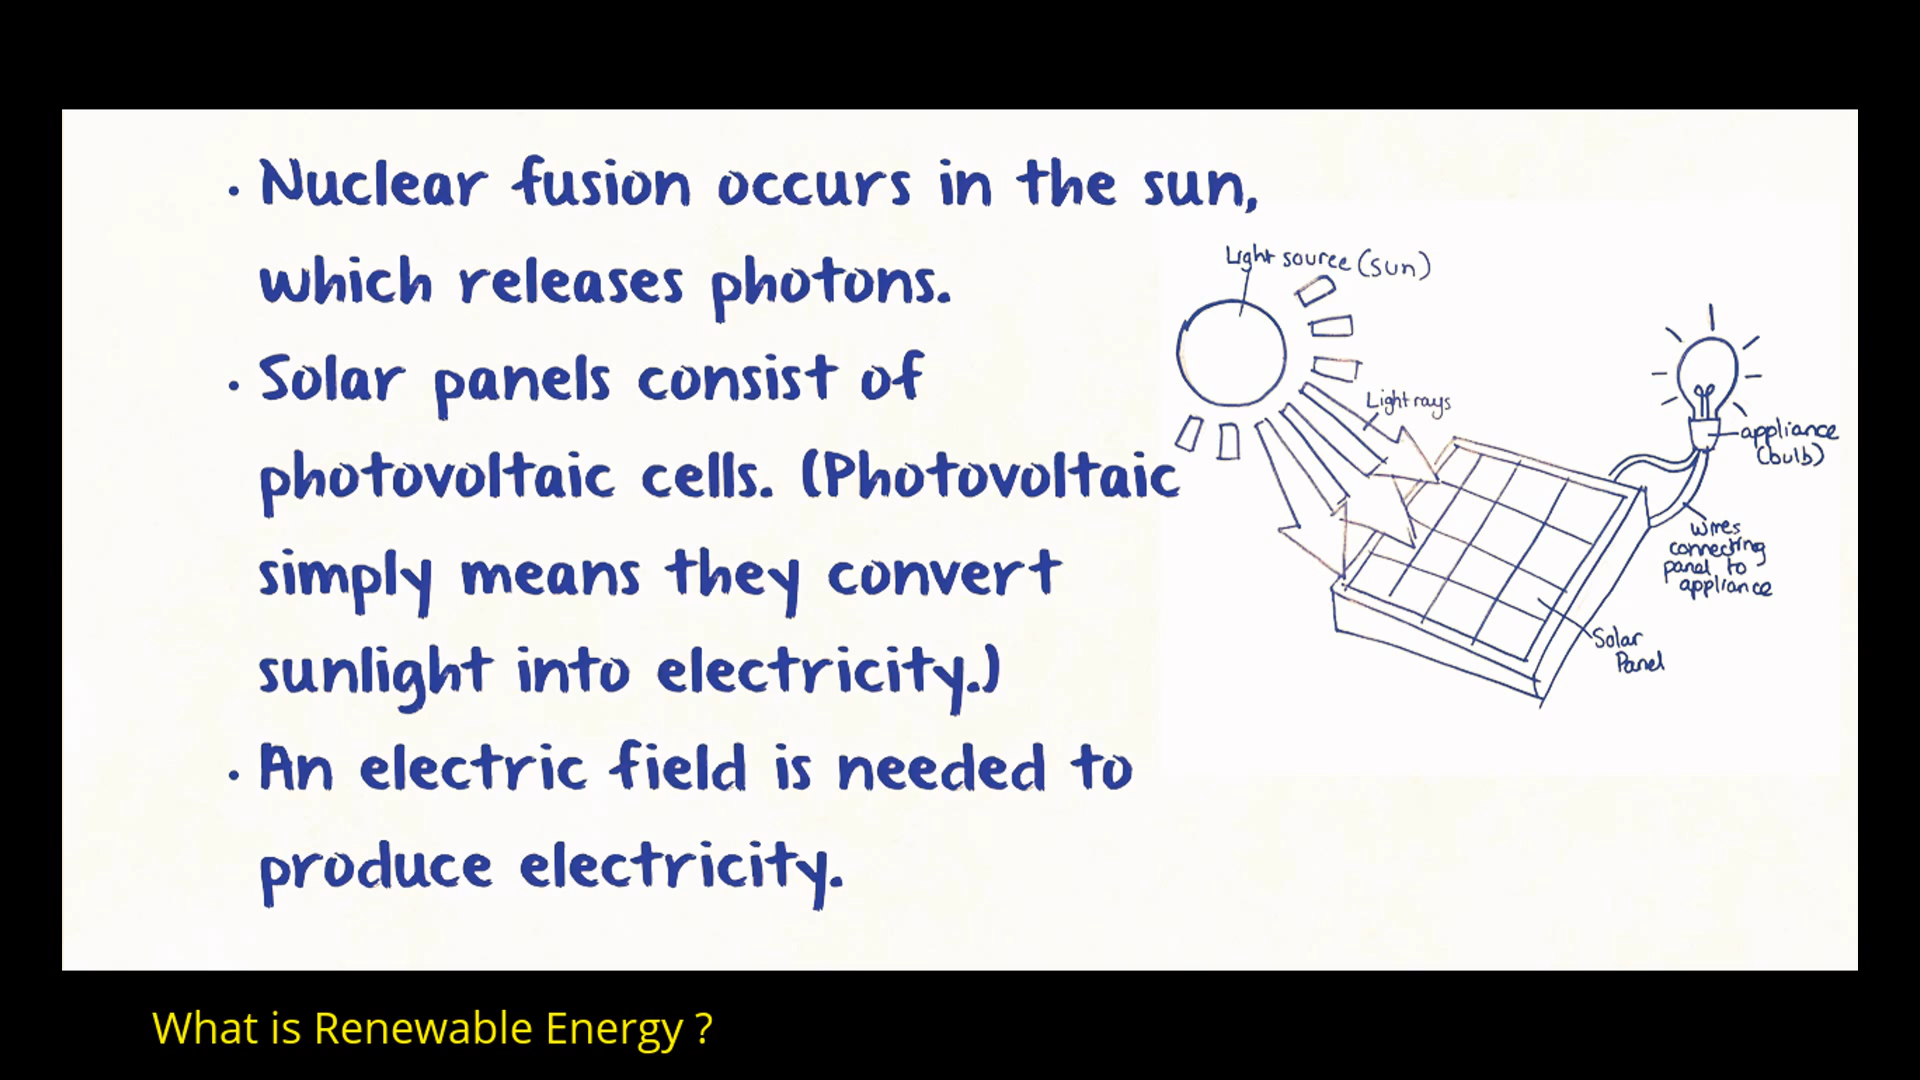 • Nuclear fusion occurs in the sun,
which releases photons.
• Solar panels consist of
photovoltaic cells. (Photovoltaic
simply means they convert
sunlight into electricity.)
• An electric field is needed to
produce electricity.
Light source (sun)
Light rays
appliance
(bulb)
wires
connecting
panel to
appliance
Solar
Panel
What is Renewable Energy ?